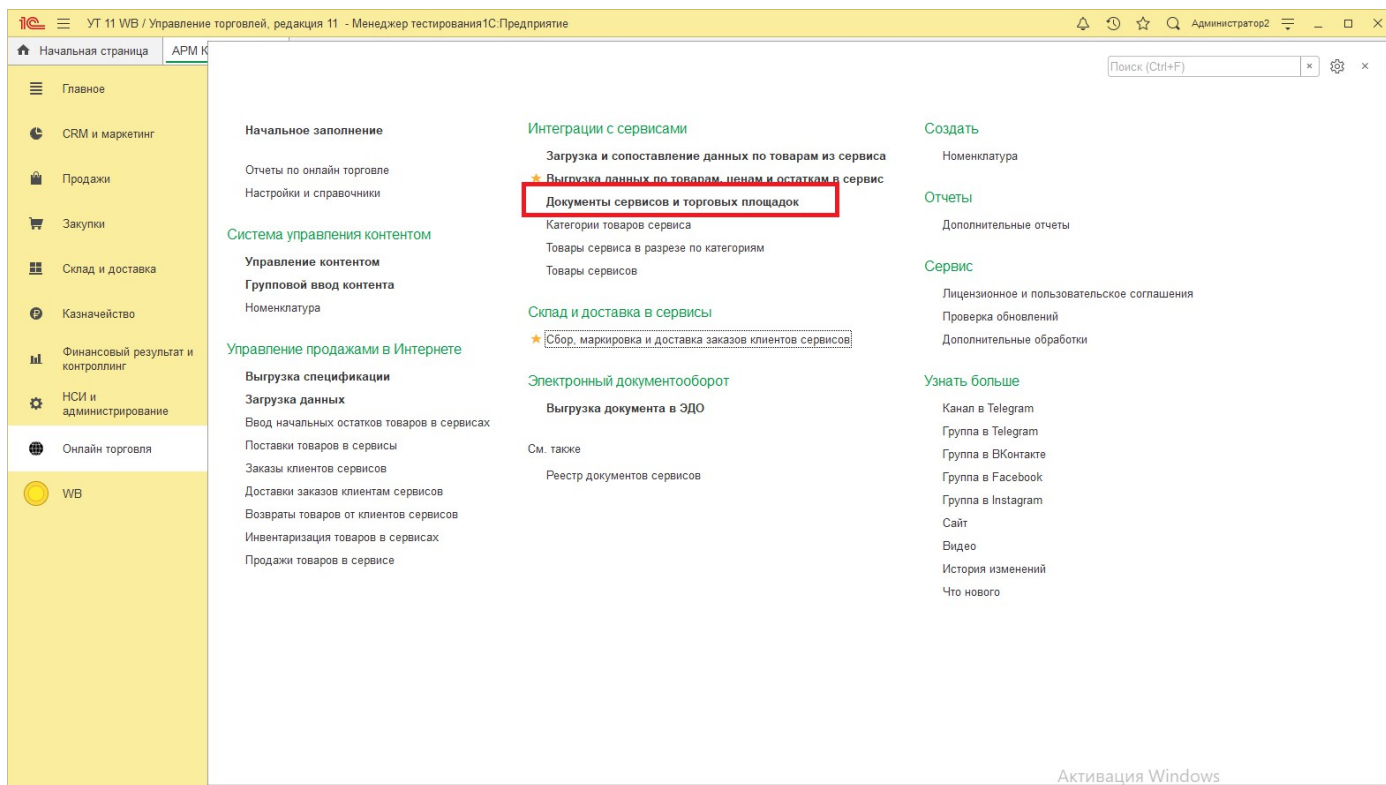 1С УТ 11 WB / Управление торговлей, редакция 11 - Менеджер тестирования1С:Предприятие
Администратор2
Начальная страница
АРМ К
Поиск (Ctrl+F)
Главное
CRM и маркетинг
Продажи
Закупки
Склад и доставка
Казначейство
Финансовый результат и
контроллинг
НСИ и
администрирование
Онлайн торговля
WB
Начальное заполнение
Отчеты по онлайн торговле
Настройки и справочники
Система управления контентом
Управление контентом
Групповой ввод контента
Номенклатура
Управление продажами в Интернете
Выгрузка спецификации
Загрузка данных
Ввод начальных остатков товаров в сервисах
Поставки товаров в сервисы
Заказы клиентов сервисов
Доставки заказов клиентам сервисов
Возвраты товаров от клиентов сервисов
Инвентаризация товаров в сервисах
Продажи товаров в сервисе
Интеграции с сервисами
Загрузка и сопоставление данных по товарам из сервиса
Выгрузка данных по товарам, ценам и остаткам в сервис
Документы сервисов и торговых площадок
Категории товаров сервиса
Товары сервиса в разрезе по категориям
Товары сервисов
Склад и доставка в сервисы
Сбор, маркировка и доставка заказов клиентов сервисов
Электронный документооборот
Выгрузка документа в ЭДО
См. также
Реестр документов сервисов
Создать
Номенклатура
Отчеты
Дополнительные отчеты
Сервис
Лицензионное и пользовательское соглашения
Проверка обновлений
Дополнительные обработки
Узнать больше
Канал в Telegram
Группа в Telegram
Группа в ВКонтакте
Группа в Facebook
Группа в Instagram
Сайт
Видео
История изменений
Что нового
Активация Windows